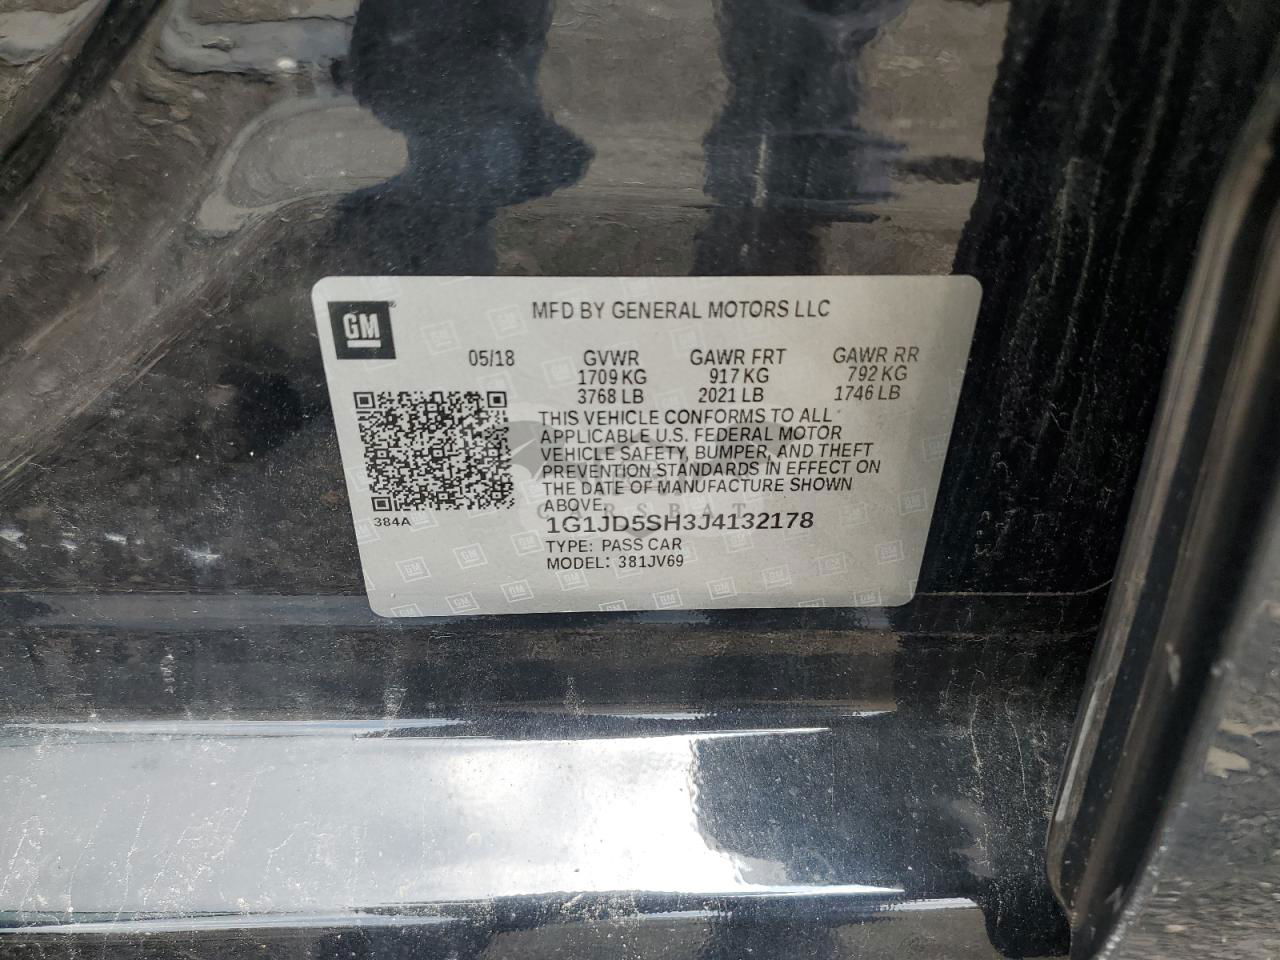 GM
MFD BY GENERAL MOTORS LLC
05/18 GVWR GAWR FRT GAWR RR
1709 KG 917 KG 792 KG
3768 LB 2021 LB 1746 LB
THIS VEHICLE CONFORMS TO ALL
APPLICABLE U.S. FEDERAL MOTOR
VEHICLE SAFETY, BUMPER, AND THEFT
PREVENTION STANDARDS IN EFFECT ON
THE DATE OF MANUFACTURE SHOWN
ABOVE.
CARSBAT
384A
1G1JD5SH3J4132178
TYPE: PASS CAR
MODEL: 381JV69